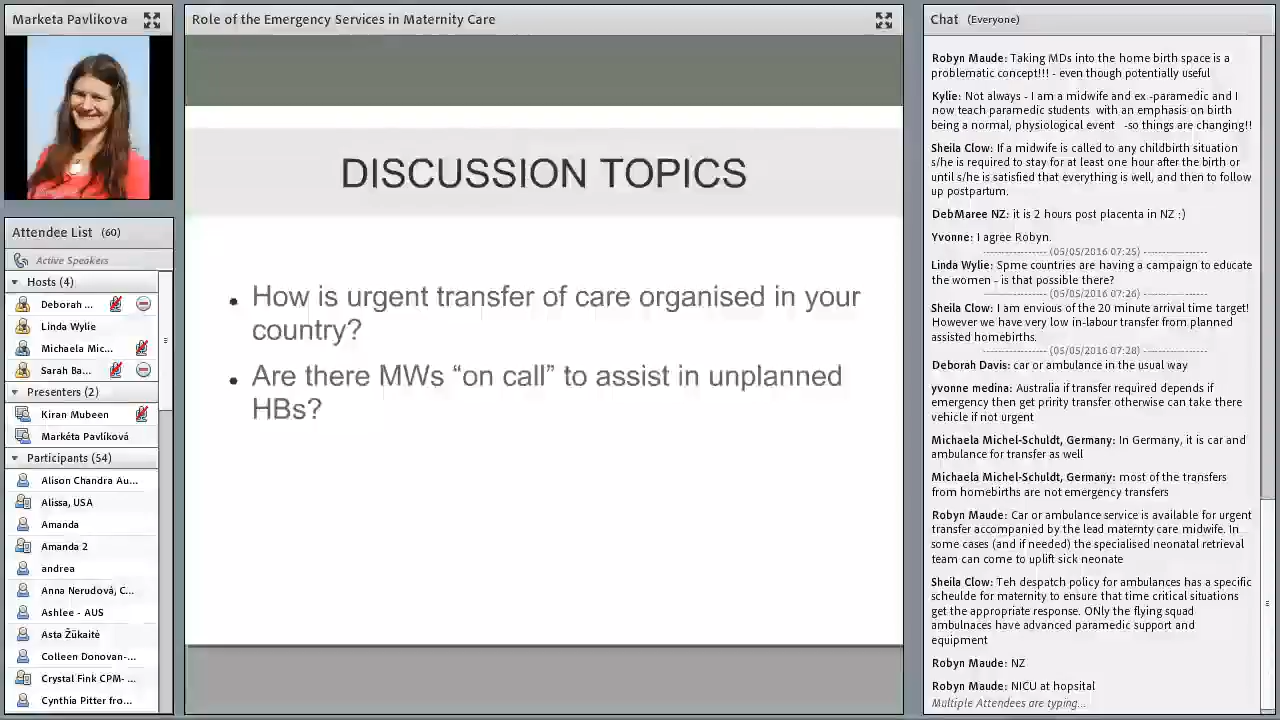 Marketa Pavlikova
Attendee List (60)
Active Speakers
Hosts (4)
Deborah ...
Linda Wylie
Michaela Mic...
Sarah Ba...
Presenters (2)
Kiran Mubeen
Markéta Pavlíková
Participants (54)
Alison Chandra Au...
Alissa, USA
Amanda
Amanda 2
andrea
Anna Nerudová, C...
Ashlee - AUS
Asta Žūkaitė
Colleen Donovan-...
Crystal Fink CPM- ...
Cynthia Pitter fro...
Role of the Emergency Services in Maternity Care
DISCUSSION TOPICS
• How is urgent transfer of care organised in your
country?
• Are there MWs “on call” to assist in unplanned
HBs?
Chat (Everyone)
Robyn Maude: Taking MDs into the home birth space is a
problematic concept!!! - even though potentially useful
Kylie: Not always - I am a midwife and ex -paramedic and I
now teach paramedic students with an emphasis on birth
being a normal, physiological event -so things are changing!!
Sheila Clow: If a midwife is called to any childbirth situation
s/he is required to stay for at least one hour after the birth or
until s/he is satisfied that everything is well, and then to follow
up postpartum.
DebMaree NZ: it is 2 hours post placenta in NZ :)
Yvonne: I agree Robyn.
----------------- (05/05/2016 07:25) -----------------
Linda Wylie: Spme countries are having a campaign to educate
the women - is that possible there?
----------------- (05/05/2016 07:26) -----------------
Sheila Clow: I am envious of the 20 minute arrival time target!
However we have very low in-labour transfer from planned
assisted homebirths.
----------------- (05/05/2016 07:28) -----------------
Deborah Davis: car or ambulance in the usual way
yvonne medina: Australia if transfer required depends if
emergency then get pririty transfer otherwise can take there
vehicle if not urgent
Michaela Michel-Schuldt, Germany: In Germany, it is car and
ambulance for transfer as well
Michaela Michel-Schuldt, Germany: most of the transfers
from homebirths are not emergency transfers
Robyn Maude: Car or ambulance service is available for urgent
transfer accompanied by the lead maternty care midwife. In
some cases (and if needed) the specialised neonatal retrieval
team can come to uplift sick neonate
Sheila Clow: Teh despatch policy for ambulances has a specific
scheulde for maternity to ensure that time critical situations
get the appropriate response. ONly the flying squad
ambulnaces have advanced paramedic support and
equipment
Robyn Maude: NZ
Robyn Maude: NICU at hopsital
Multiple Attendees are typing...